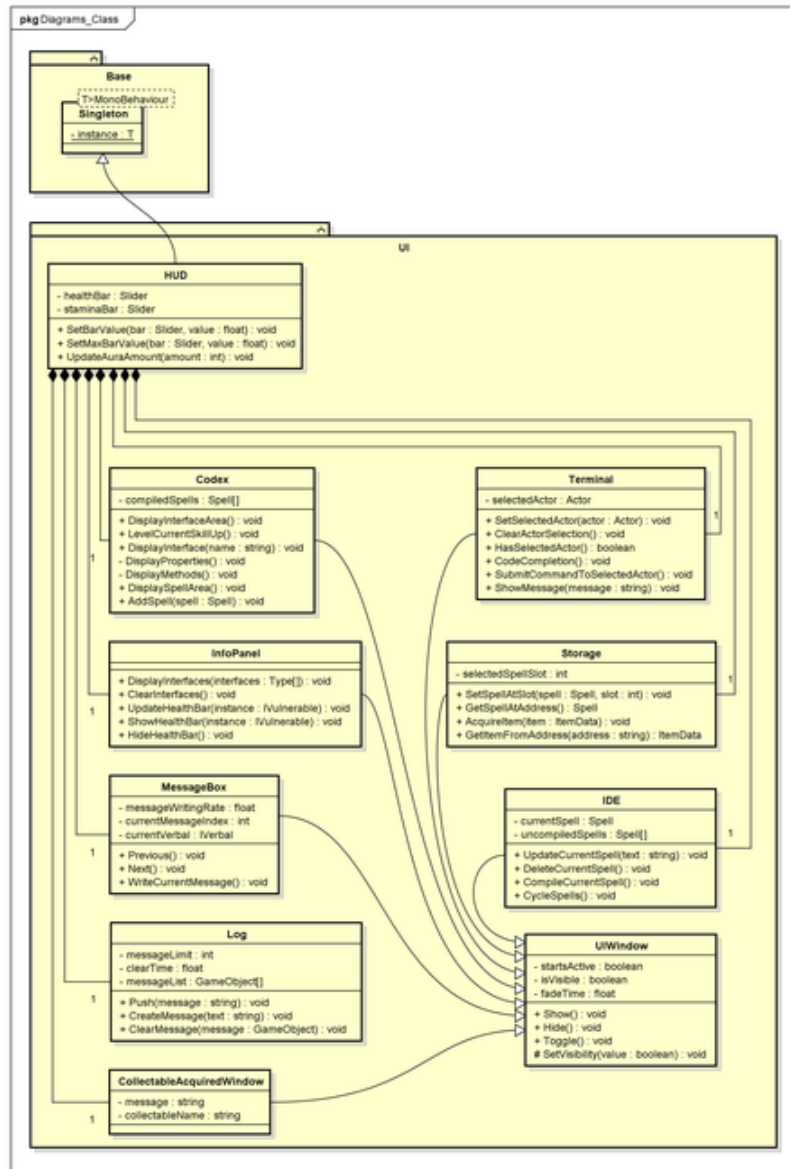 pkg Diagrams_Class
Base
T>MonoBehaviour
Singleton
- instance : T
UI
HUD
- healthBar : Slider
- staminaBar : Slider
+ SetBarValue(bar : Slider, value : float) : void
+ SetMaxBarValue(bar : Slider, value : float) : void
+ UpdateAuraAmount(amount : int) : void
Codex
- compiledSpells : Spell[]
+ DisplayInterfaceArea() : void
+ LevelCurrentSkillUp() : void
+ DisplayInterface(name : string) : void
- DisplayProperties() : void
- DisplayMethods() : void
+ DisplaySpellArea() : void
+ AddSpell(spell : Spell) : void
1
Terminal
- selectedActor : Actor
+ SetSelectedActor(actor : Actor) : void
+ ClearActorSelection() : void
+ HasSelectedActor() : boolean
+ CodeCompletion() : void
+ SubmitCommandToSelectedActor() : void
+ ShowMessage(message : string) : void
1
InfoPanel
+ DisplayInterfaces(interfaces : Type[]) : void
+ ClearInterfaces() : void
+ UpdateHealthBar(instance : IVulnerable) : void
+ ShowHealthBar(instance : IVulnerable) : void
+ HideHealthBar() : void
1
Storage
- selectedSpellSlot : int
+ SetSpellAtSlot(spell : Spell, slot : int) : void
+ GetSpellAtAddress() : Spell
+ AcquireItem(item : ItemData) : void
+ GetItemFromAddress(address : string) : ItemData
1
MessageBox
- messageWritingRate : float
- currentMessageIndex : int
- currentVerbal : IVerbal
+ Previous() : void
+ Next() : void
+ WriteCurrentMessage() : void
1
IDE
- currentSpell : Spell
- uncompiledSpells : Spell[]
+ UpdateCurrentSpell(text : string) : void
+ DeleteCurrentSpell() : void
+ CompileCurrentSpell() : void
+ CycleSpells() : void
1
Log
- messageLimit : int
- clearTime : float
- messageList : GameObject[]
+ Push(message : string) : void
+ CreateMessage(text : string) : void
+ ClearMessage(message : GameObject) : void
1
UIWindow
- startsActive : boolean
- isVisible : boolean
- fadeTime : float
+ Show() : void
+ Hide() : void
+ Toggle() : void
# SetVisibility(value : boolean) : void
CollectableAcquiredWindow
- message : string
- collectableName : string
1